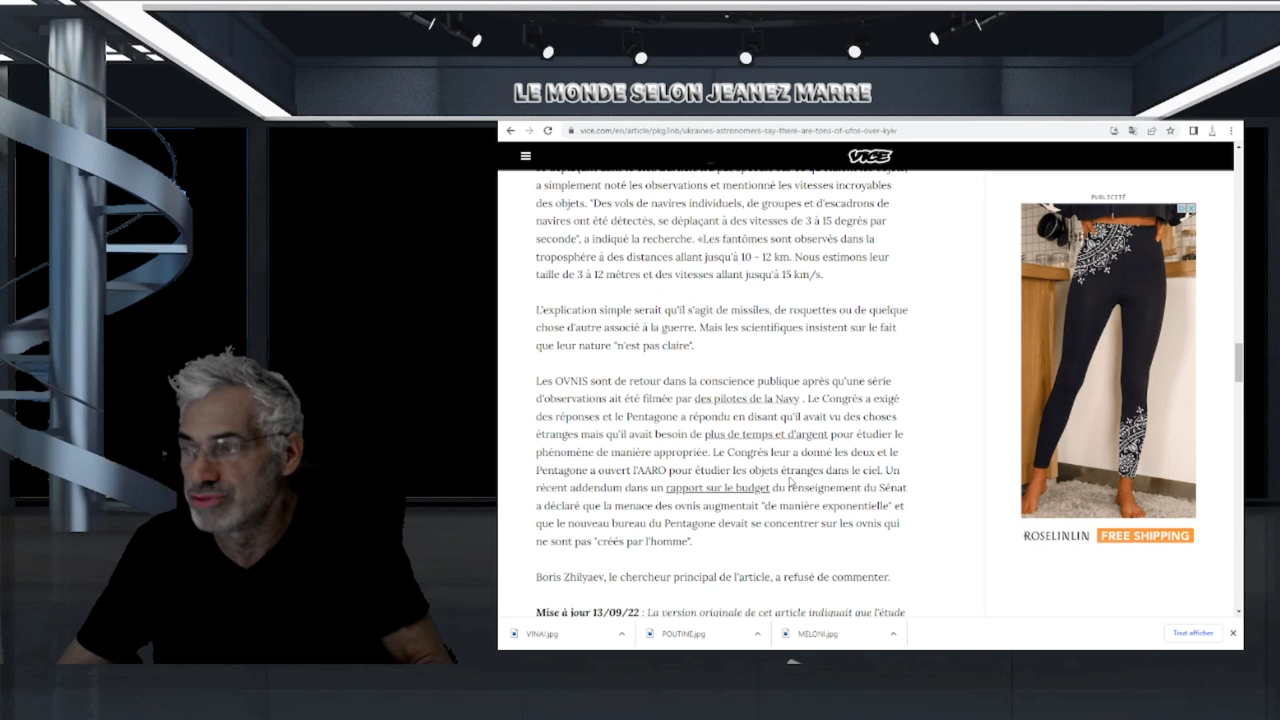 LE MONDE SELON JEANEZ MARRE
vice.com/en/article/pkg3nb/ukraines-astronomers-say-there-are-tons-of-ufos-over-kyiv
VICE
a simplement noté les observations et mentionné les vitesses incroyables
des objets. "Des vols de navires individuels, de groupes et d'escadrons de
navires ont été détectés, se déplaçant à des vitesses de 3 à 15 degrés par
seconde", a indiqué la recherche. «Les fantômes sont observés dans la
troposphère à des distances allant jusqu'à 10 - 12 km. Nous estimons leur
taille de 3 à 12 mètres et des vitesses allant jusqu'à 15 km/s.
L'explication simple serait qu'il s'agit de missiles, de roquettes ou de quelque
chose d'autre associé à la guerre. Mais les scientifiques insistent sur le fait
que leur nature "n'est pas claire".
Les OVNIS sont de retour dans la conscience publique après qu'une série
d'observations ait été filmée par des pilotes de la Navy . Le Congrès a exigé
des réponses et le Pentagone a répondu en disant qu'il avait vu des choses
étranges mais qu'il avait besoin de plus de temps et d'argent pour étudier le
phénomène de manière appropriée. Le Congrès leur a donné les deux et le
Pentagone a ouvert l'AARO pour étudier les objets étranges dans le ciel. Un
récent addendum dans un rapport sur le budget du renseignement du Sénat
a déclaré que la menace des ovnis augmentait "de manière exponentielle" et
que le nouveau bureau du Pentagone devait se concentrer sur les ovnis qui
ne sont pas "créés par l'homme".
Boris Zhilyaev, le chercheur principal de l'article, a refusé de commenter.
Mise à jour 13/09/22 : La version originale de cet article indiquait que l'étude
PUBLICITÉ
ROSELINLIN FREE SHIPPING
VINAI.jpg
POUTINE.jpg
MELONI.jpg
Tout afficher